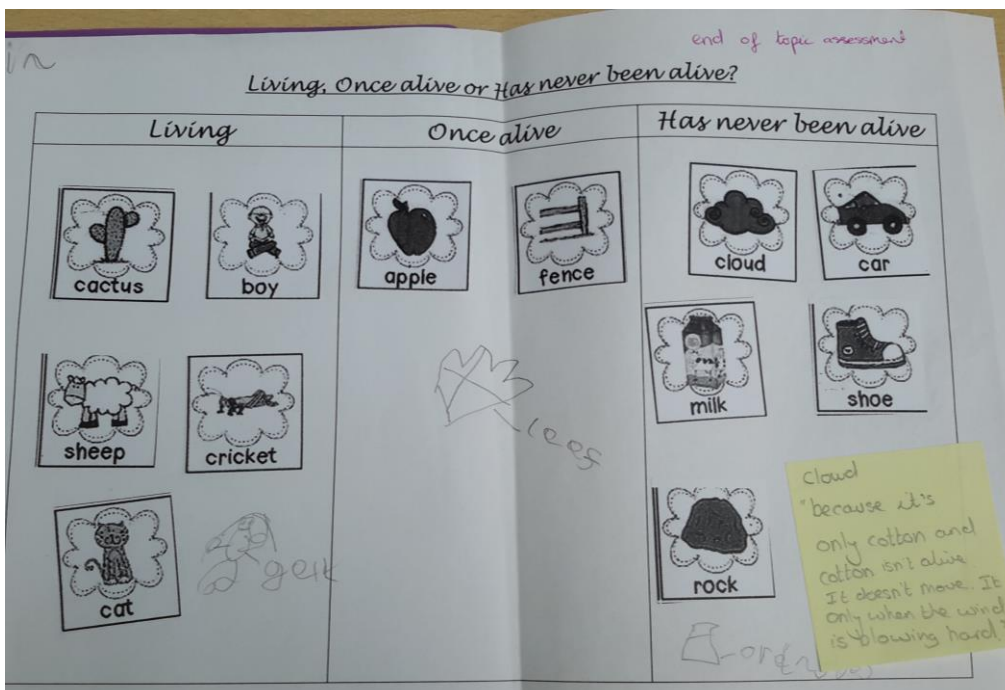 in
end of topic assessment
Living, Once alive or Has never been alive?
Living
Once alive
Has never been alive
cactus
boy
apple
fence
cloud
car
sheep
cricket
milk
shoe
cat
rock
Cloud
"because it's
only cotton and
cotton isn't alive
It doesn't move. It
only when the wind
is blowing hard."